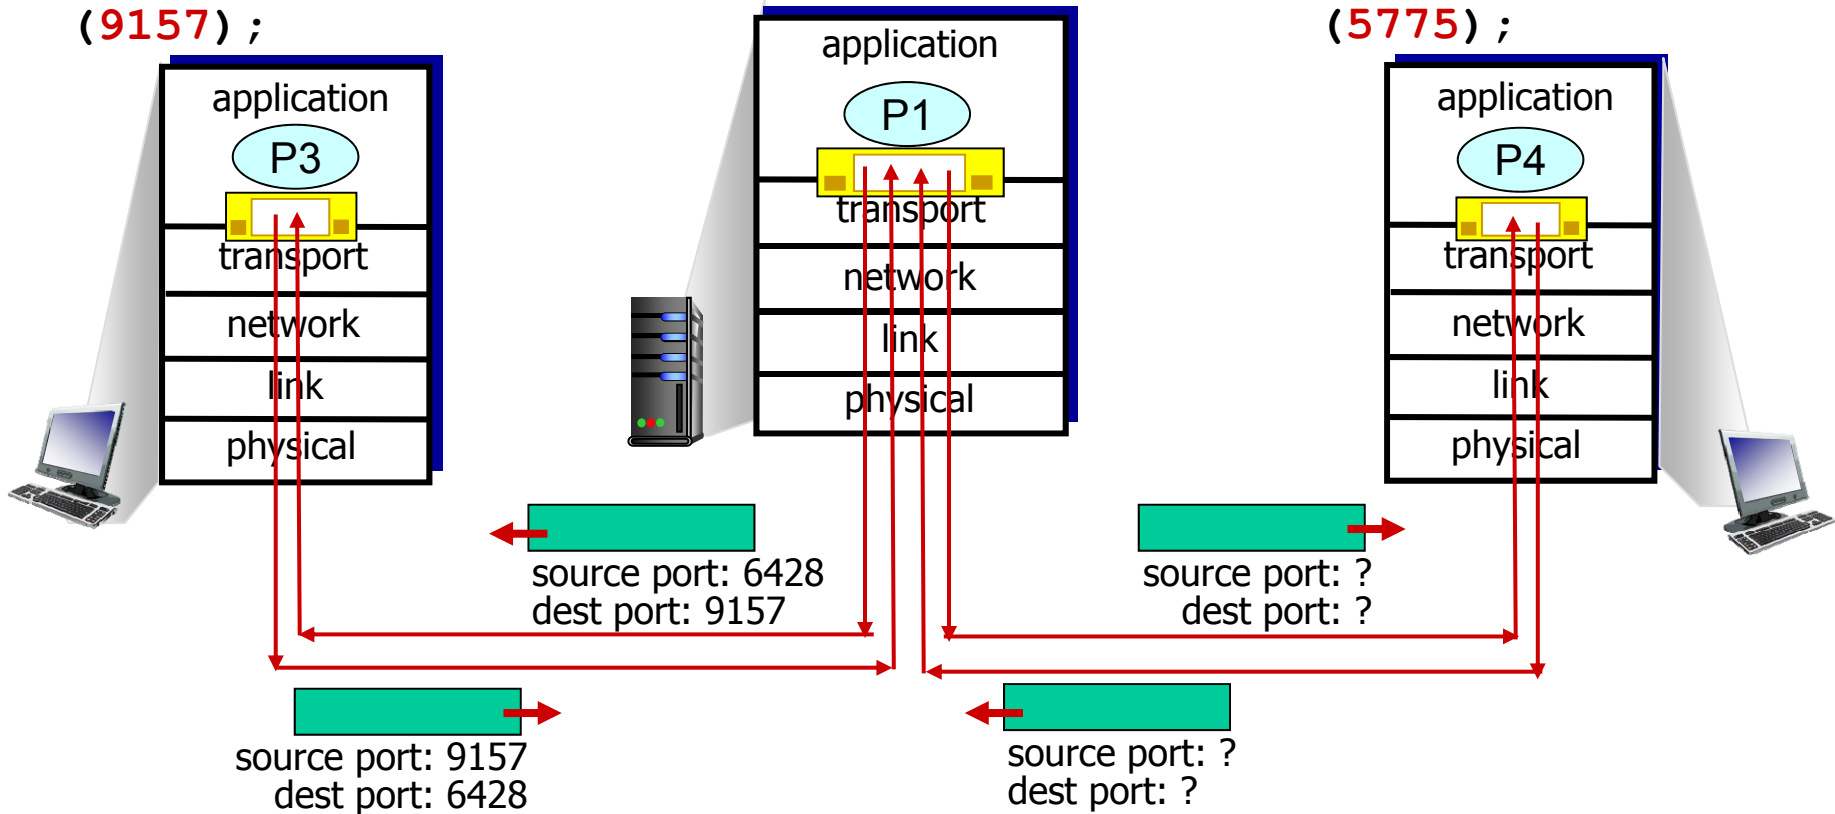 (9157);
application
P3
transport
network
link
physical
application
P1
transport
network
link
physical
(5775);
application
P4
transport
network
link
physical
source port: 6428
dest port: 9157
source port: ?
dest port: ?
source port: 9157
dest port: 6428
source port: ?
dest port: ?